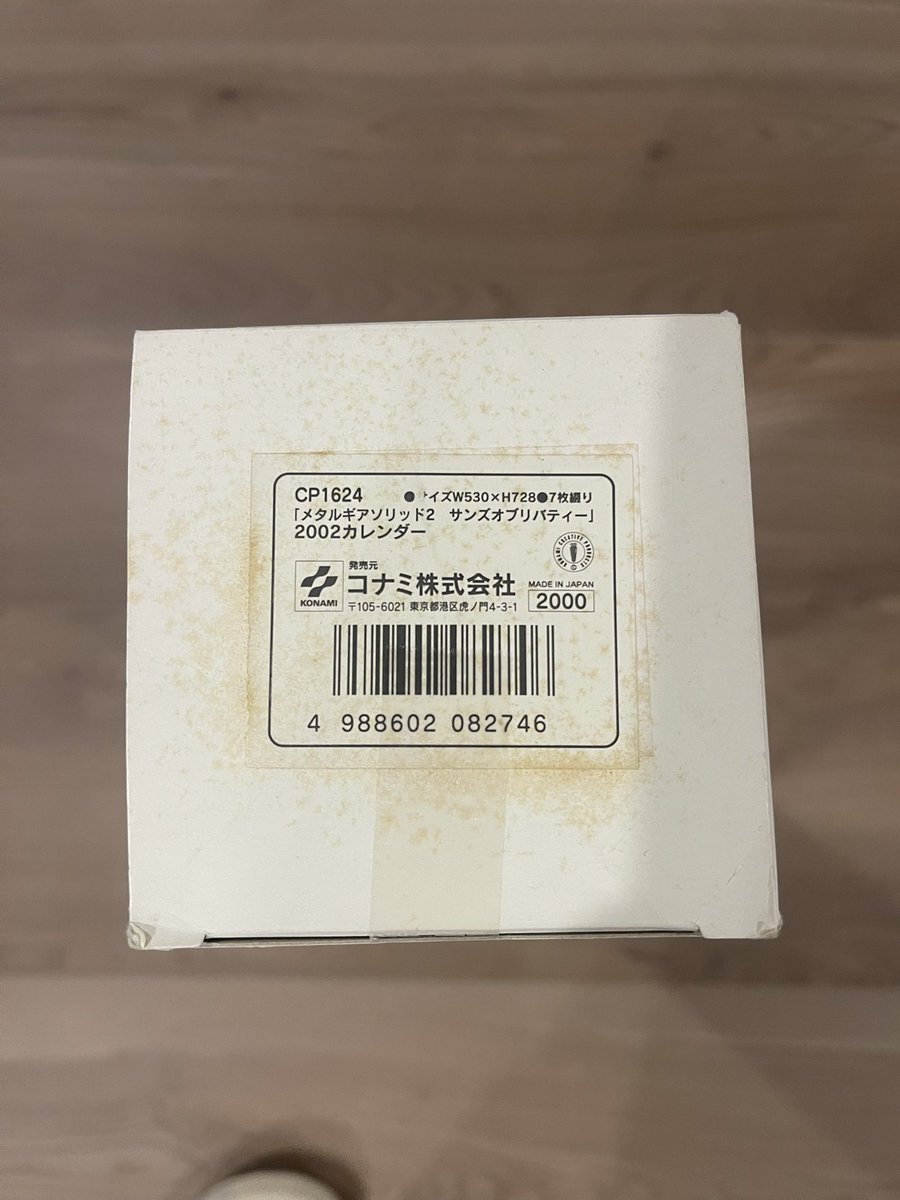 CP1624 ● ｻイズW530×H728●7枚綴り
「メタルギアソリッド2 サンズオブリバティー」
2002カレンダー
KONAMI CREATIVE PRODUCTS
KONAMI
発売元
コナミ株式会社
〒105-6021 東京都港区虎ノ門4-3-1
MADE IN JAPAN
2000
4 988602 082746